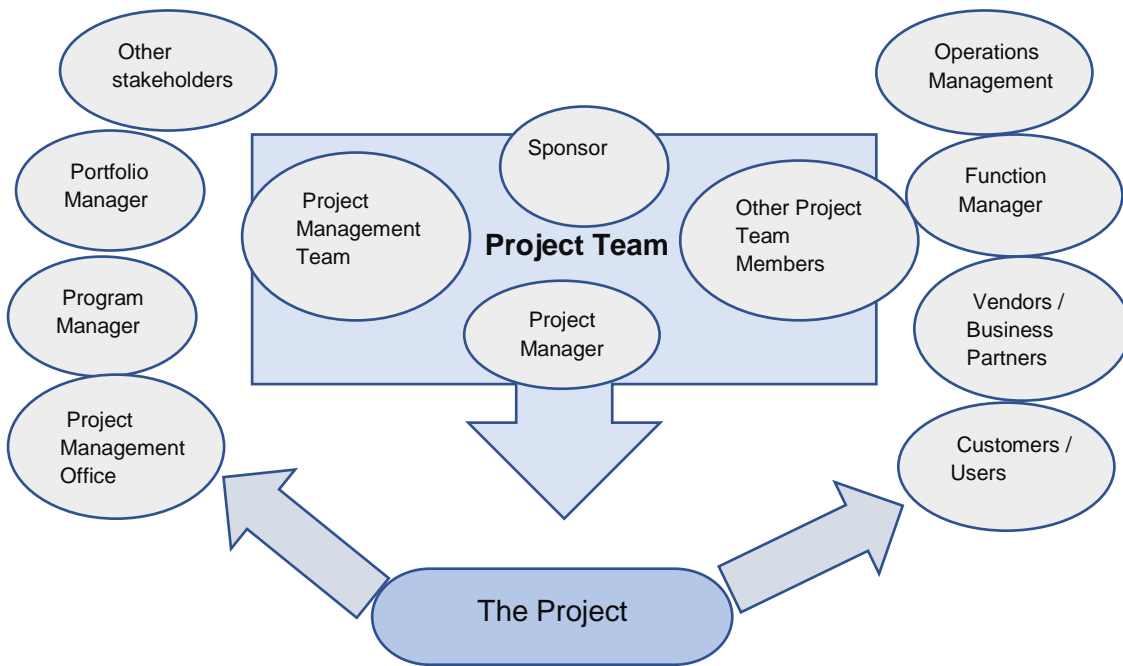 Other
stakeholders
Portfolio
Manager
Program
Manager
Project
Management
Office
Sponsor
Project
Management
Team
Project Team
Other Project
Team
Members
Project
Manager
Operations
Management
Function
Manager
Vendors /
Business
Partners
Customers /
Users
The Project